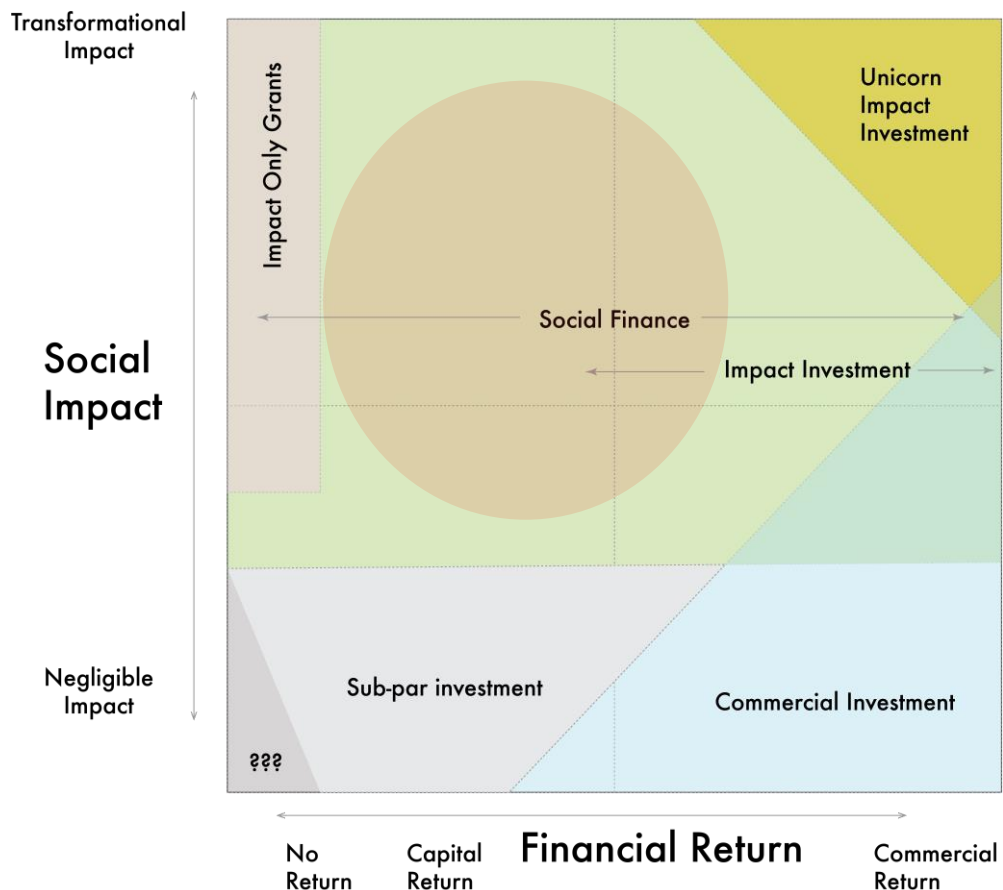 Transformational
Impact
Impact Only Grants
Unicorn
Impact
Investment
Social Finance
Social
Impact
Impact Investment
Negligible
Impact
Sub-par investment
Commercial Investment
???
No
Return
Capital
Return
Financial Return
Commercial
Return